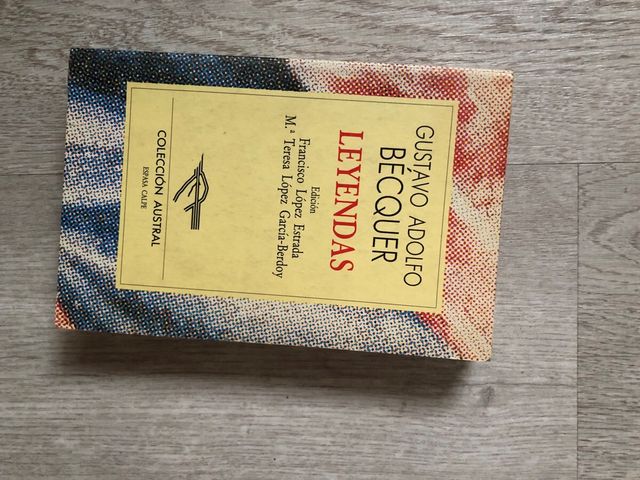 GUSTAVO ADOLFO
BECQUER
LEYENDAS
Edición
Francisco López Estrada
M.ª Teresa López García-Berdoy
COLECCIÓN AUSTRAL
ESPASA CALPE